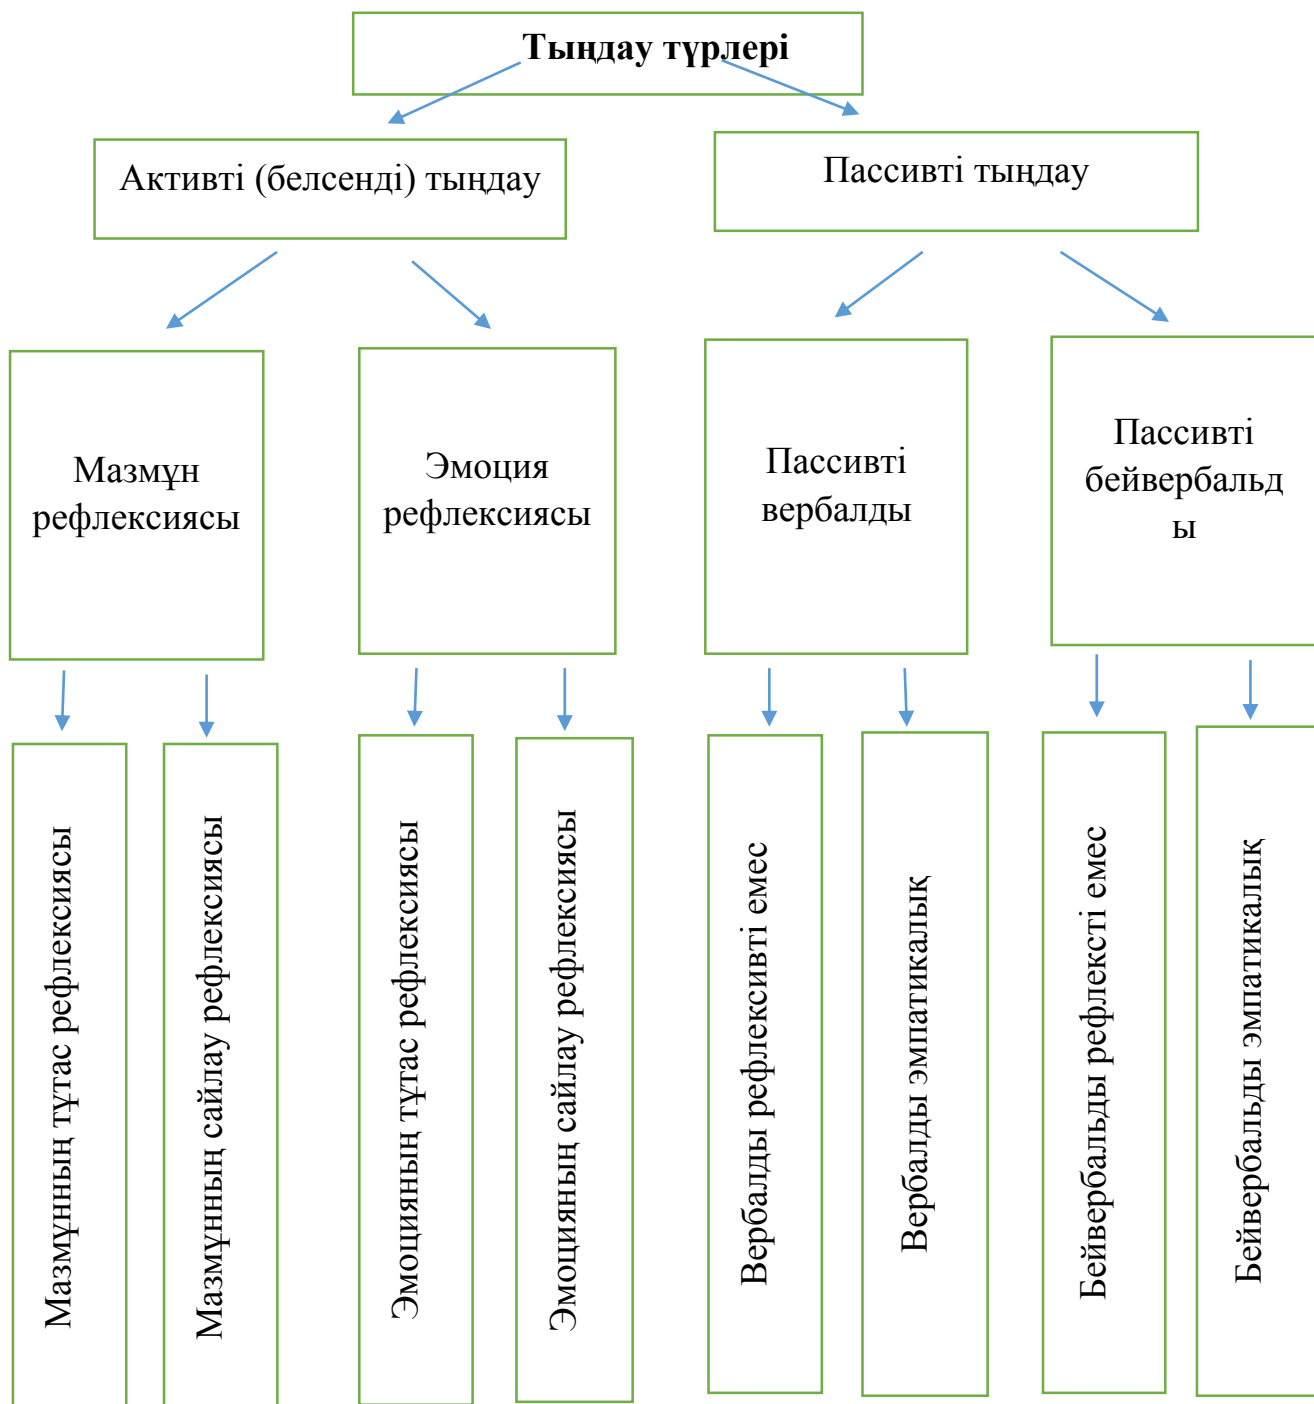 Тыңдау түрлері
Активті (белсенді) тыңдау
Пассивті тыңдау
Мазмұн
рефлексиясы
Эмоция
рефлексиясы
Пассивті
вербалды
Пассивті
бейвербальд
ы
Мазмұнның тұтас рефлексиясы
Мазмұнның сайлау рефлексиясы
Эмоцияның тұтас рефлексиясы
Эмоцияның сайлау рефлексиясы
Вербалды рефлексивті емес
Вербалды эмпатикалық
Бейвербальды рефлексті емес
Бейвербальды эмпатикалық